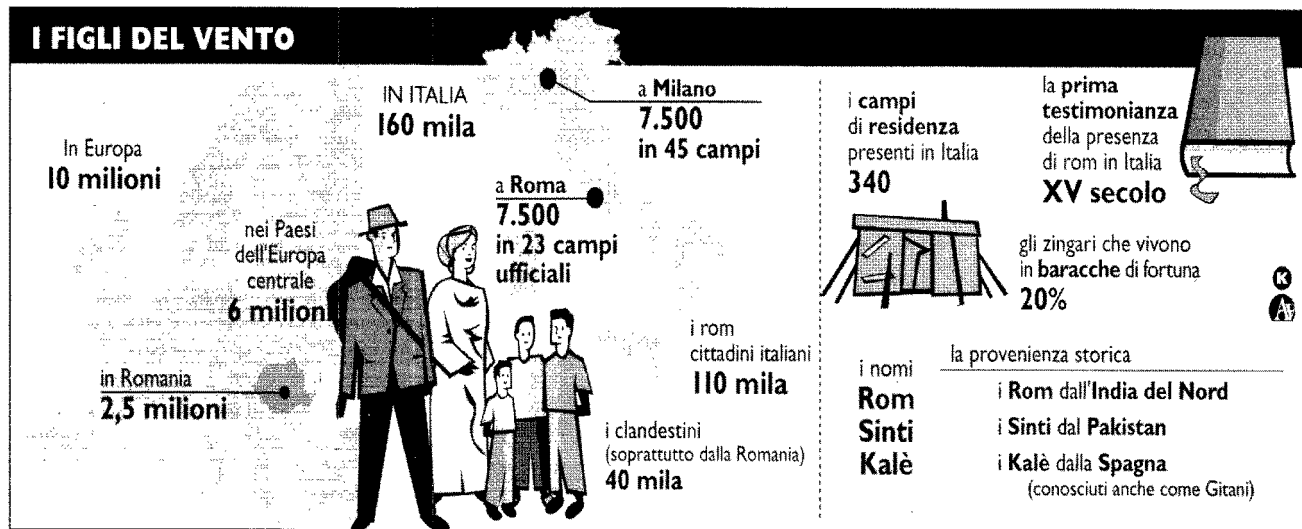 I FIGLI DEL VENTO
In Europa
10 milioni
nei Paesi
dell'Europa
centrale
6 milioni
in Romania
2,5 milioni
IN ITALIA
160 mila
a Milano
7.500
in 45 campi
a Roma
7.500
in 23 campi
ufficiali
i rom
cittadini italiani
110 mila
i clandestini
(soprattutto dalla Romania)
40 mila
i campi
di residenza
presenti in Italia
340
la prima
testimonianza
della presenza
di rom in Italia
XV secolo
gli zingari che vivono
in baracche di fortuna
20%
K
i nomi
Rom
Sinti
Kalè
la provenienza storica
i Rom dall'India del Nord
i Sinti dal Pakistan
i Kalè dalla Spagna
(conosciuti anche come Gitani)